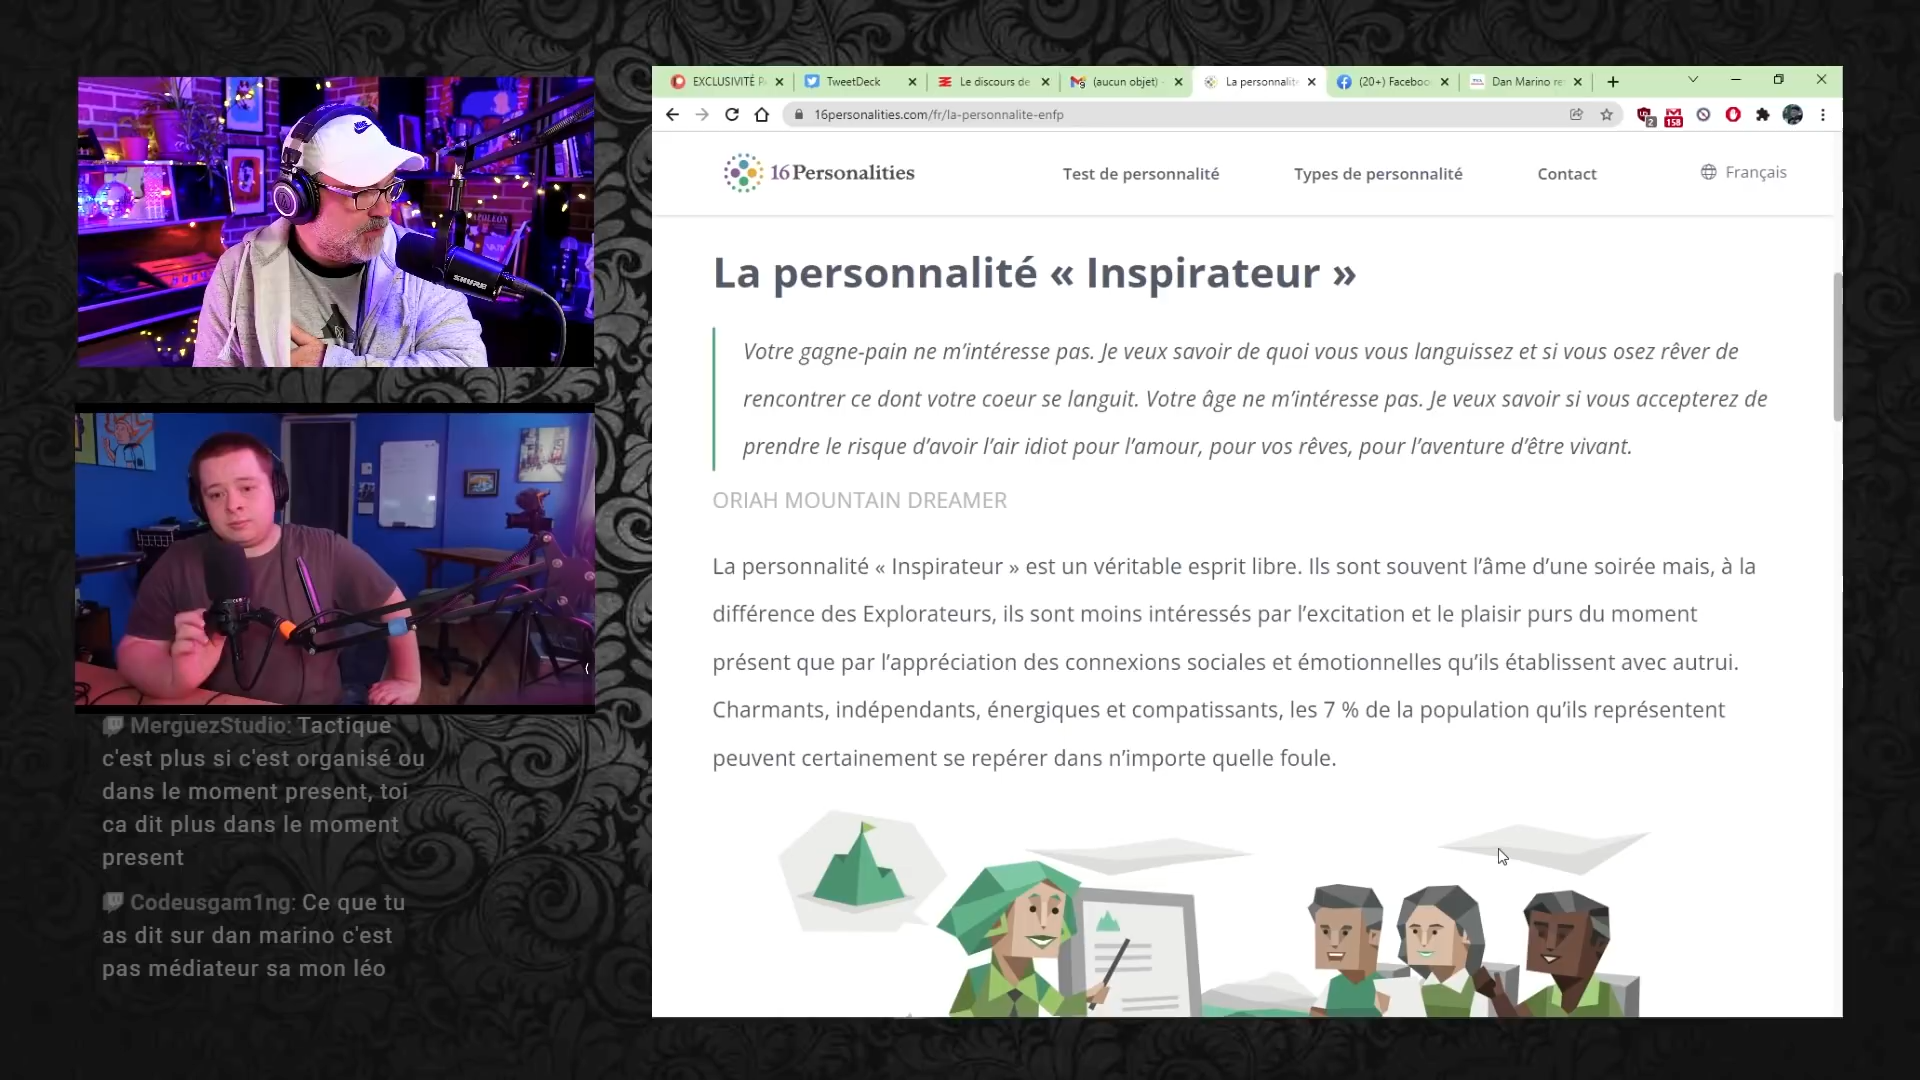 EXCLUSIVITÉ
TweetDeck
Le discours de
(aucun objet)
La personnalit
(20+) Facebo
Dan Marino re
16personalities.com/fr/la-personnalite-enfp
2
158
16Personalities
Test de personnalité
Types de personnalité
Contact
Français
La personnalité « Inspirateur »
Votre gagne-pain ne m'intéresse pas. Je veux savoir de quoi vous vous languissez et si vous osez rêver de
rencontrer ce dont votre coeur se languit. Votre âge ne m'intéresse pas. Je veux savoir si vous accepterez de
prendre le risque d'avoir l'air idiot pour l'amour, pour vos rêves, pour l'aventure d'être vivant.
ORIAH MOUNTAIN DREAMER
La personnalité « Inspirateur » est un véritable esprit libre. Ils sont souvent l'âme d'une soirée mais, à la
différence des Explorateurs, ils sont moins intéressés par l'excitation et le plaisir purs du moment
présent que par l'appréciation des connexions sociales et émotionnelles qu'ils établissent avec autrui.
Charmants, indépendants, énergiques et compatissants, les 7 % de la population qu'ils représentent
peuvent certainement se repérer dans n'importe quelle foule.
SHURE
MerguezStudio: Tactique
c'est plus si c'est organisé ou
dans le moment present, toi
ca dit plus dans le moment
present
Codeusgam1ng: Ce que tu
as dit sur dan marino c'est
pas médiateur sa mon léo